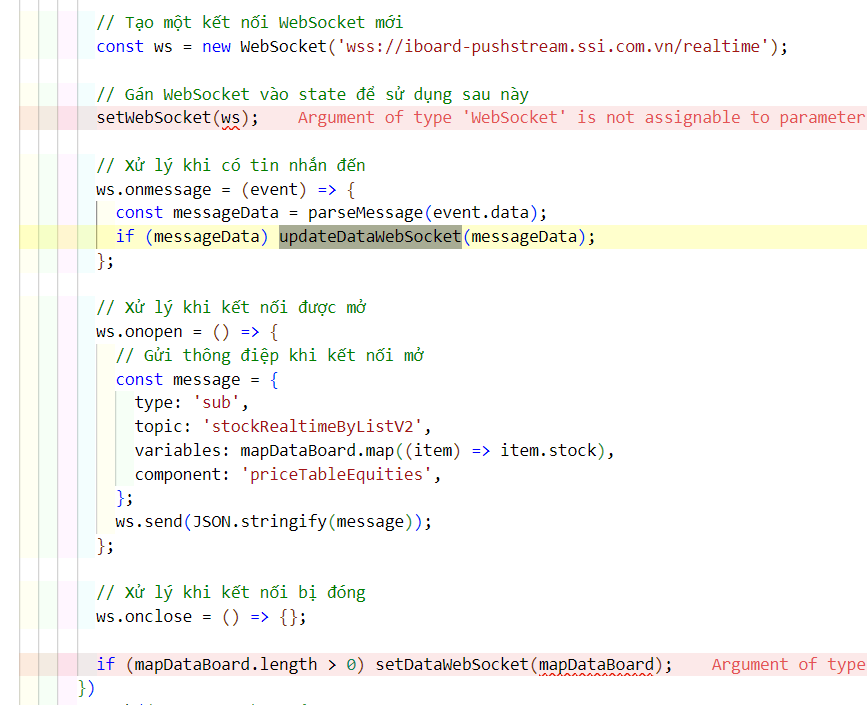 // Tạo một kết nối WebSocket mới
const ws = new WebSocket('wss://iboard-pushstream.ssi.com.vn/realtime');
// Gán WebSocket vào state để sử dụng sau này
setWebSocket(ws);    Argument of type 'WebSocket' is not assignable to parameter
// Xử lý khi có tin nhắn đến
ws.onmessage = (event) => {
const messageData = parseMessage(event.data);
if (messageData) updateDataWebSocket(messageData);
};
// Xử lý khi kết nối được mở
ws.onopen = () => {
// Gửi thông điệp khi kết nối mở
const message = {
type: 'sub',
topic: 'stockRealtimeByListV2',
variables: mapDataBoard.map((item) => item.stock),
component: 'priceTableEquities',
};
ws.send(JSON.stringify(message));
};
// Xử lý khi kết nối bị đóng
ws.onclose = () => {};
if (mapDataBoard.length > 0) setDataWebSocket(mapDataBoard);    Argument of type
})